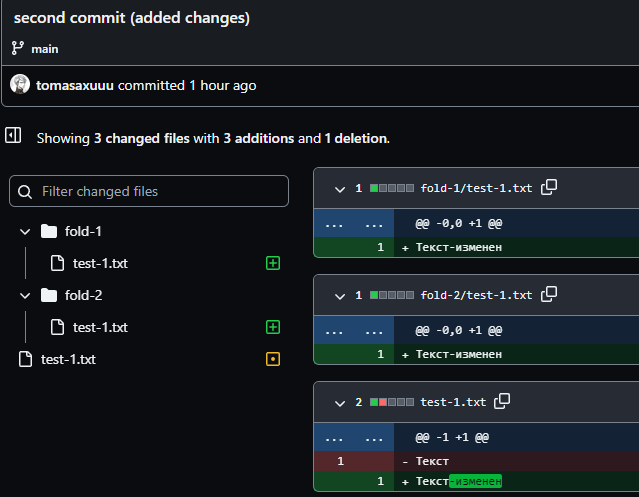 second commit (added changes)
main
tomasaxuuu committed 1 hour ago
Showing 3 changed files with 3 additions and 1 deletion.
Filter changed files
fold-1
test-1.txt
fold-2
test-1.txt
test-1.txt
1 fold-1/test-1.txt
... ... @@ -0,0 +1 @@
1 + Текст-изменен
1 fold-2/test-1.txt
... ... @@ -0,0 +1 @@
1 + Текст-изменен
2 test-1.txt
... ... @@ -1 +1 @@
1 - Текст
1 + Текст-изменен